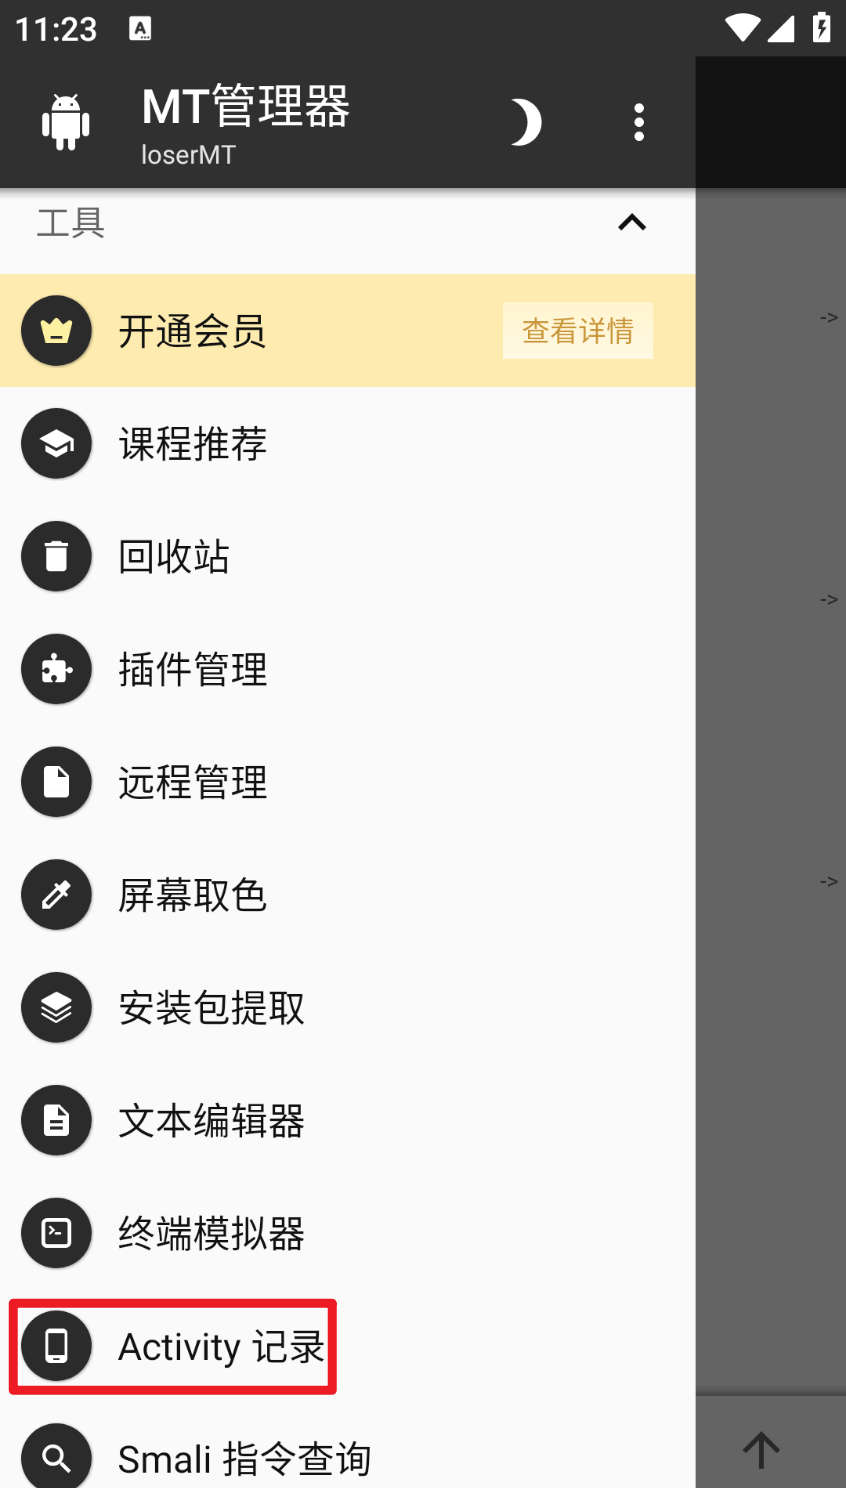 11:23
MT管理器
loserMT
工具
开通会员 查看详情
课程推荐
回收站
插件管理
远程管理
屏幕取色
安装包提取
文本编辑器
终端模拟器
Activity 记录
Smali 指令查询
->
->
->